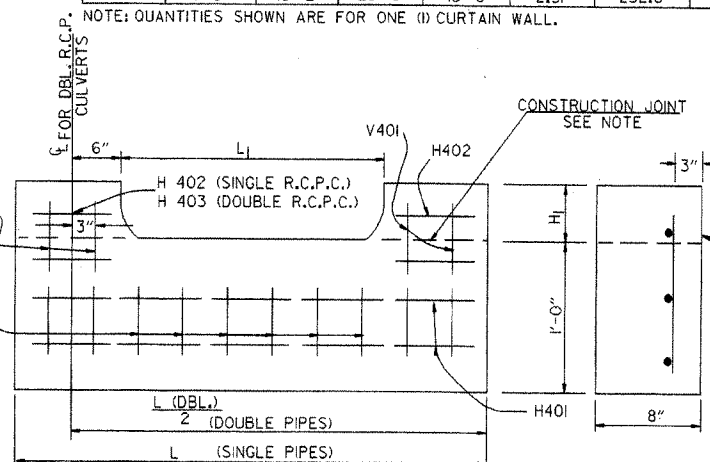 NOTE: QUANTITIES SHOWN ARE FOR ONE (1) CURTAIN WALL.
℄ FOR DBL. R.C.P.
CULVERTS
6"
L1
V401
H402
CONSTRUCTION JOINT
SEE NOTE
3"
H 402 (SINGLE R.C.P.C.)
H 403 (DOUBLE R.C.P.C.)
3"
H1
1'-0"
L (DBL.)
2 (DOUBLE PIPES)
H401
8"
L (SINGLE PIPES)